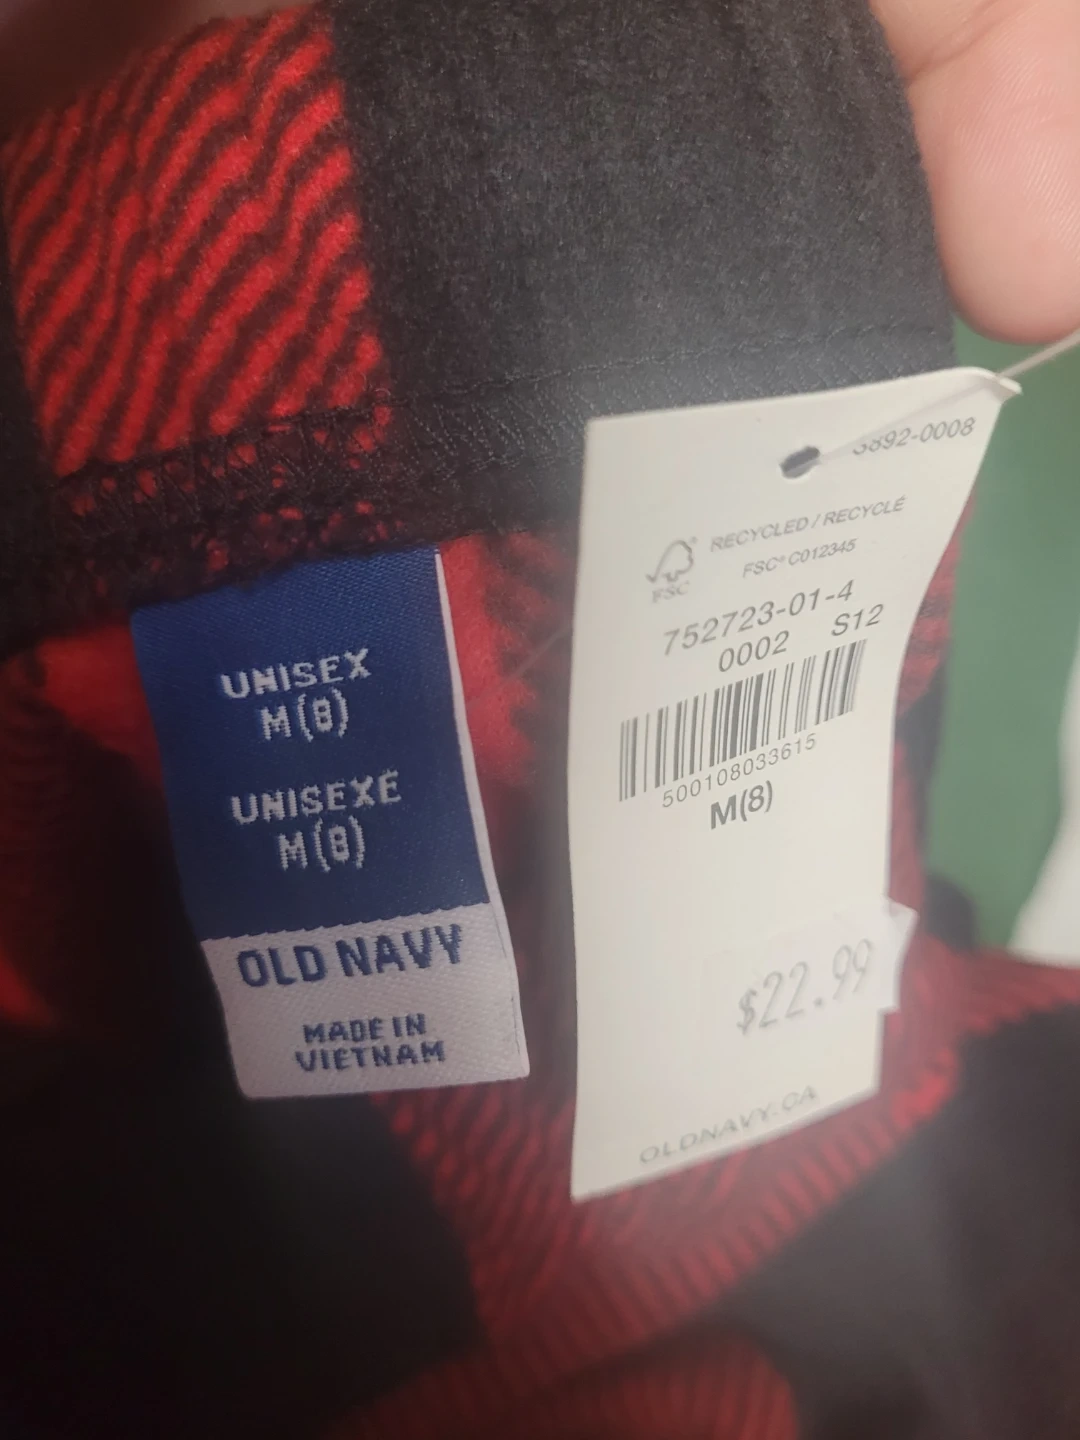 UNISEX
M(8)
UNISEXE
M(8)
OLD NAVY
MADE IN
VIETNAM
3892-0008
RECYCLED / RECYCLÉ
FSC® C012345
FSC
752723-01-4
0002 S12
500108033615
M(8)
$22.99
OLDNAVY.CA